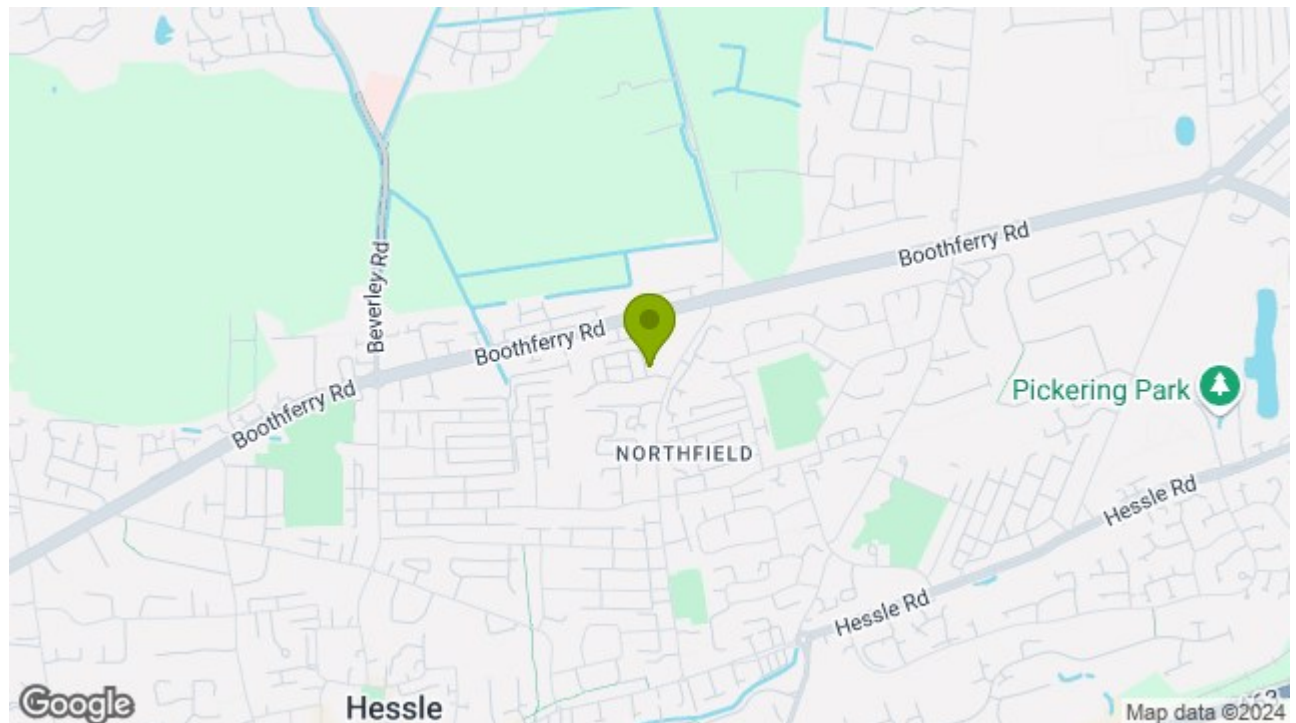 Boothferry Rd
Beverley Rd
Boothferry Rd
Boothferry Rd
Pickering Park
NORTHFIELD
Hessle Rd
Hessle Rd
Hessle
Google
Map data ©2024